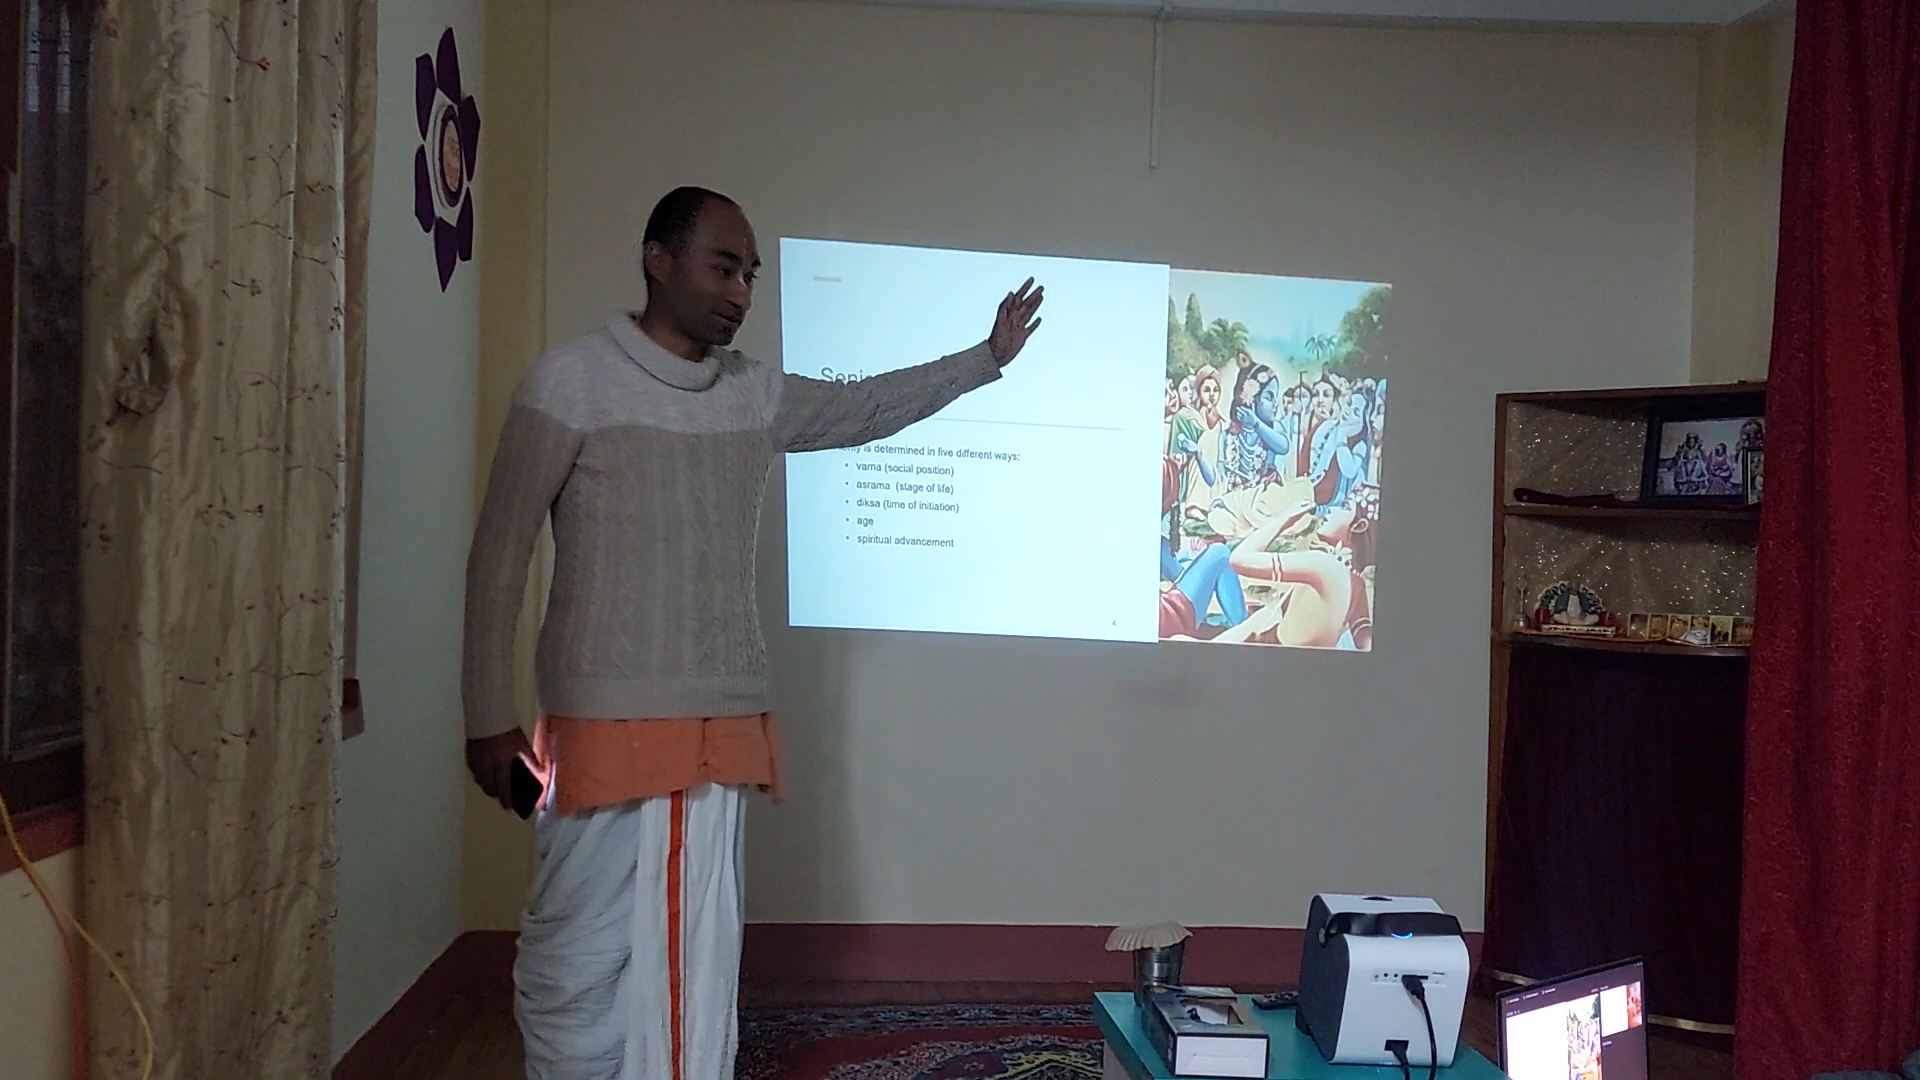 is determined in five different ways:
• varna (social position)
• asrama (stage of life)
• diksa (time of initiation)
• age
• spiritual advancement
4